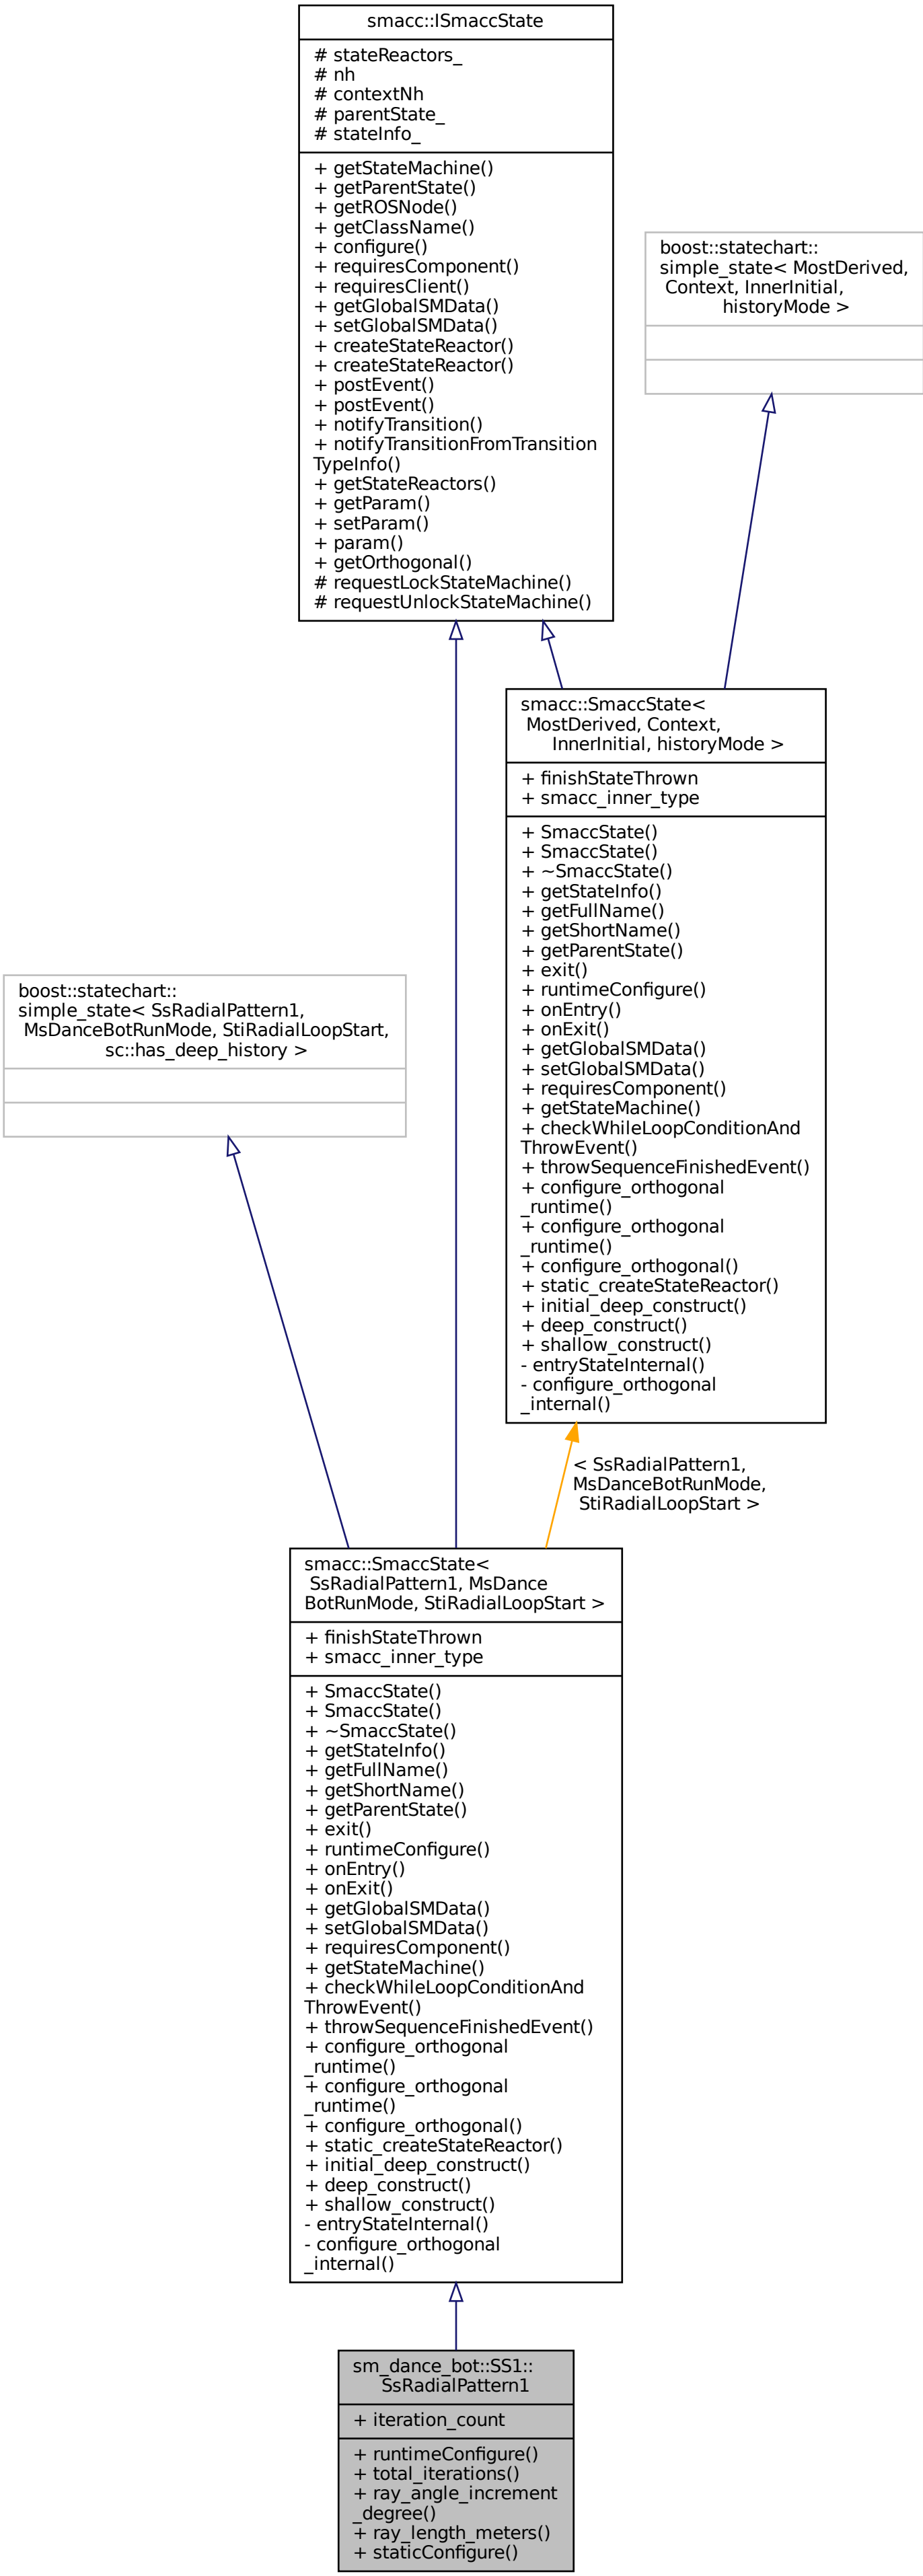 smacc::ISmaccState
# stateReactors_
# nh
# contextNh
# parentState_
# stateInfo_
+ getStateMachine()
+ getParentState()
+ getROSNode()
+ getClassName()
+ configure()
+ requiresComponent()
+ requiresClient()
+ getGlobalSMData()
+ setGlobalSMData()
+ createStateReactor()
+ createStateReactor()
+ postEvent()
+ postEvent()
+ notifyTransition()
+ notifyTransitionFromTransition
TypeInfo()
+ getStateReactors()
+ getParam()
+ setParam()
+ param()
+ getOrthogonal()
# requestLockStateMachine()
# requestUnlockStateMachine()
boost::statechart::
simple_state< MostDerived,
Context, InnerInitial,
historyMode >
smacc::SmaccState<
MostDerived, Context,
InnerInitial, historyMode >
+ finishStateThrown
+ smacc_inner_type
+ SmaccState()
+ SmaccState()
+ ~SmaccState()
+ getStateInfo()
+ getFullName()
+ getShortName()
+ getParentState()
+ exit()
+ runtimeConfigure()
+ onEntry()
+ onExit()
+ getGlobalSMData()
+ setGlobalSMData()
+ requiresComponent()
+ getStateMachine()
+ checkWhileLoopConditionAnd
ThrowEvent()
+ throwSequenceFinishedEvent()
+ configure_orthogonal
_runtime()
+ configure_orthogonal
_runtime()
+ configure_orthogonal()
+ static_createStateReactor()
+ initial_deep_construct()
+ deep_construct()
+ shallow_construct()
- entryStateInternal()
- configure_orthogonal
_internal()
boost::statechart::
simple_state< SsRadialPattern1,
MsDanceBotRunMode, StiRadialLoopStart,
sc::has_deep_history >
< SsRadialPattern1,
MsDanceBotRunMode,
StiRadialLoopStart >
smacc::SmaccState<
SsRadialPattern1, MsDance
BotRunMode, StiRadialLoopStart >
+ finishStateThrown
+ smacc_inner_type
+ SmaccState()
+ SmaccState()
+ ~SmaccState()
+ getStateInfo()
+ getFullName()
+ getShortName()
+ getParentState()
+ exit()
+ runtimeConfigure()
+ onEntry()
+ onExit()
+ getGlobalSMData()
+ setGlobalSMData()
+ requiresComponent()
+ getStateMachine()
+ checkWhileLoopConditionAnd
ThrowEvent()
+ throwSequenceFinishedEvent()
+ configure_orthogonal
_runtime()
+ configure_orthogonal
_runtime()
+ configure_orthogonal()
+ static_createStateReactor()
+ initial_deep_construct()
+ deep_construct()
+ shallow_construct()
- entryStateInternal()
- configure_orthogonal
_internal()
sm_dance_bot::SS1::
SsRadialPattern1
+ iteration_count
+ runtimeConfigure()
+ total_iterations()
+ ray_angle_increment
_degree()
+ ray_length_meters()
+ staticConfigure()